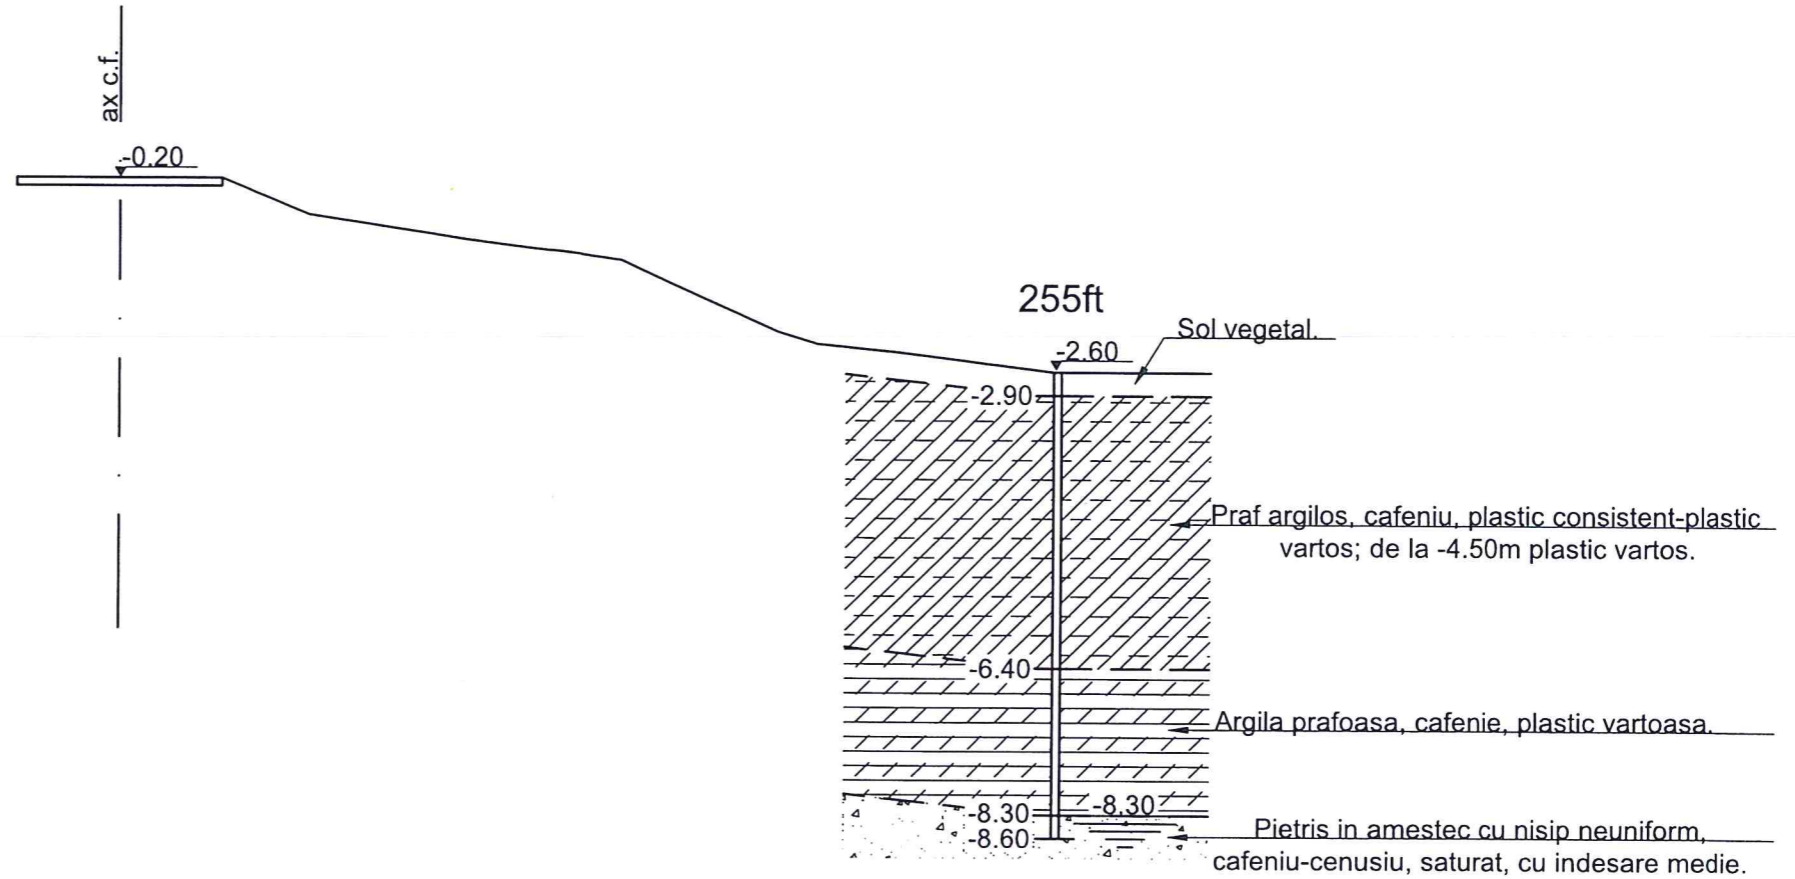 ax c.f.
-0.20
255ft
Sol vegetal.
-2.60
-2.90
Praf argilos, cafeniu, plastic consistent-plastic
vartos; de la -4.50m plastic vartos.
-6.40
Argila prafoasa, cafenie, plastic vartoasa.
-8.30
-8.30
-8.60
Pietris in amestec cu nisip neuniform,
cafeniu-cenusiu, saturat, cu indesare medie.